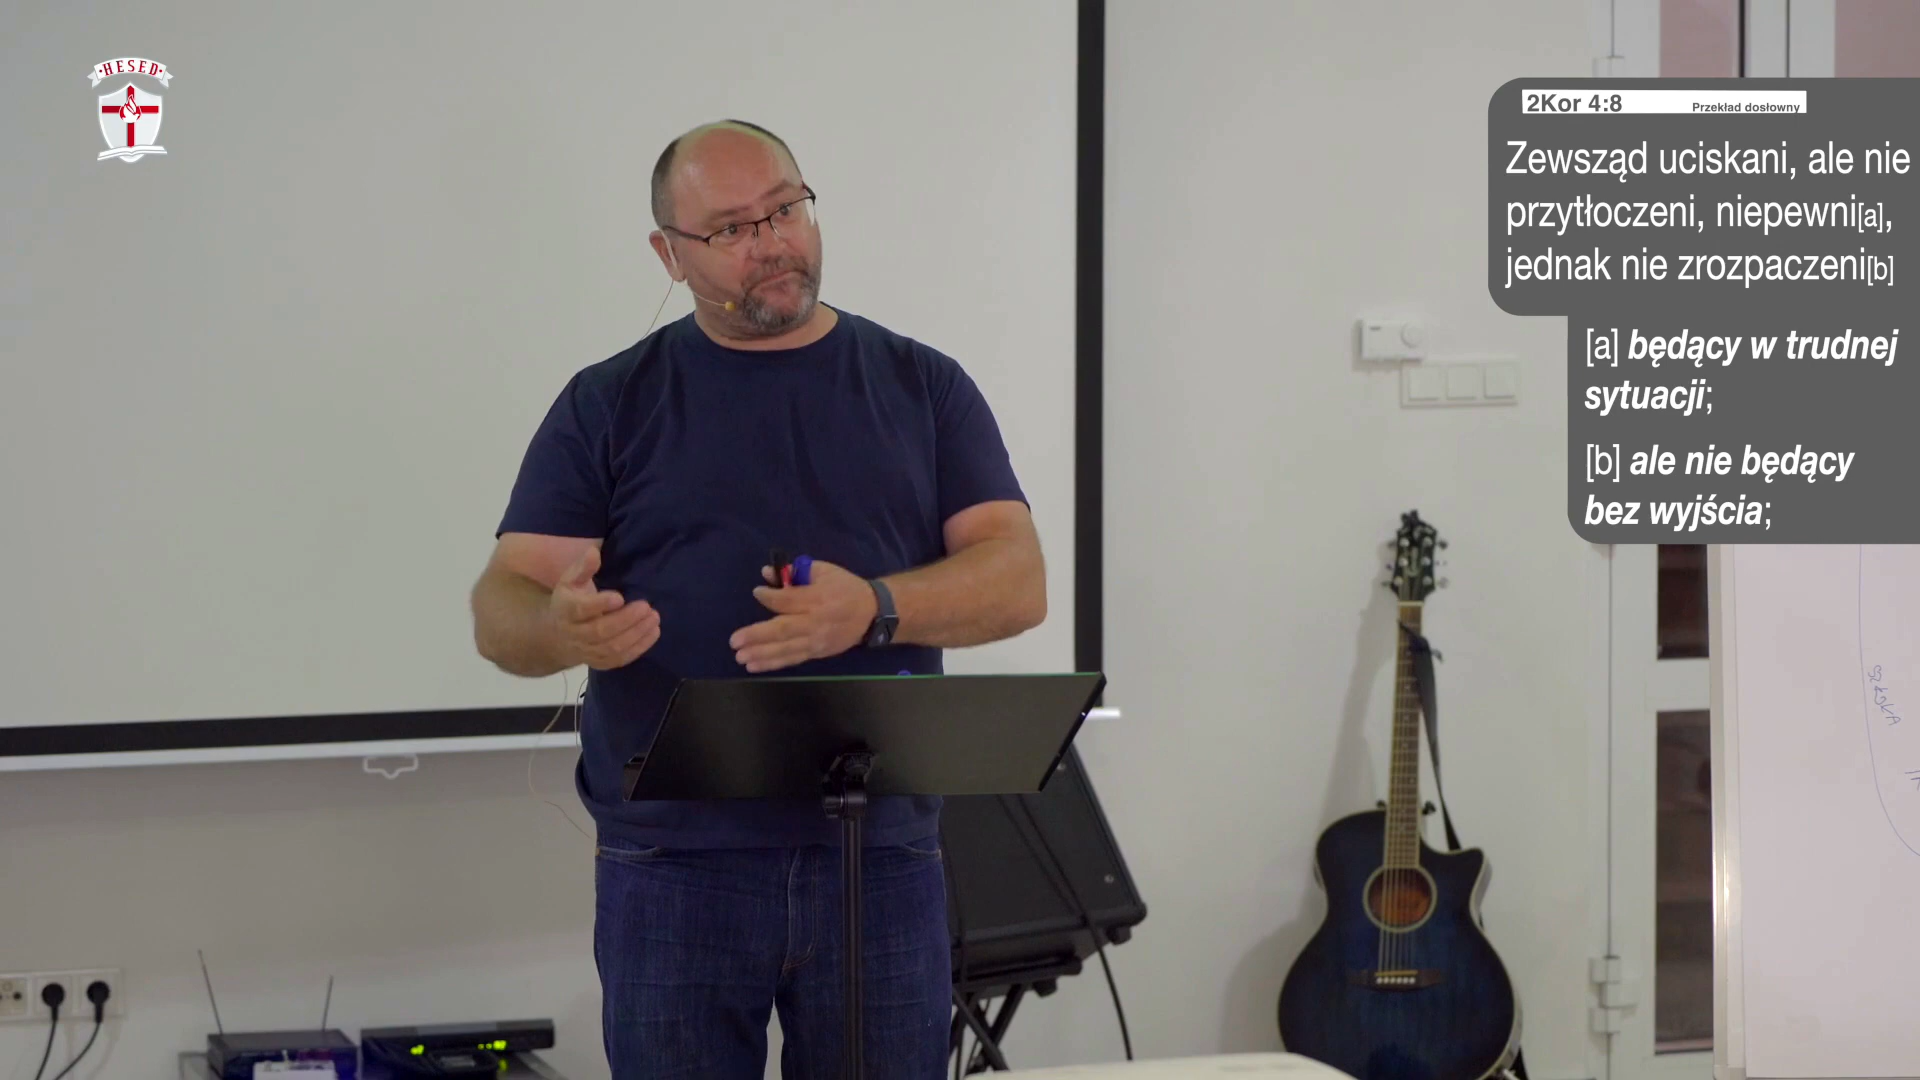 HESED
2Kor 4:8 Przekład dosłowny
Zewsząd uciskani, ale nie
przytłoczeni, niepewni[a],
jednak nie zrozpaczeni[b]
[a] będący w trudnej
sytuacji;
[b] ale nie będący
bez wyjścia;